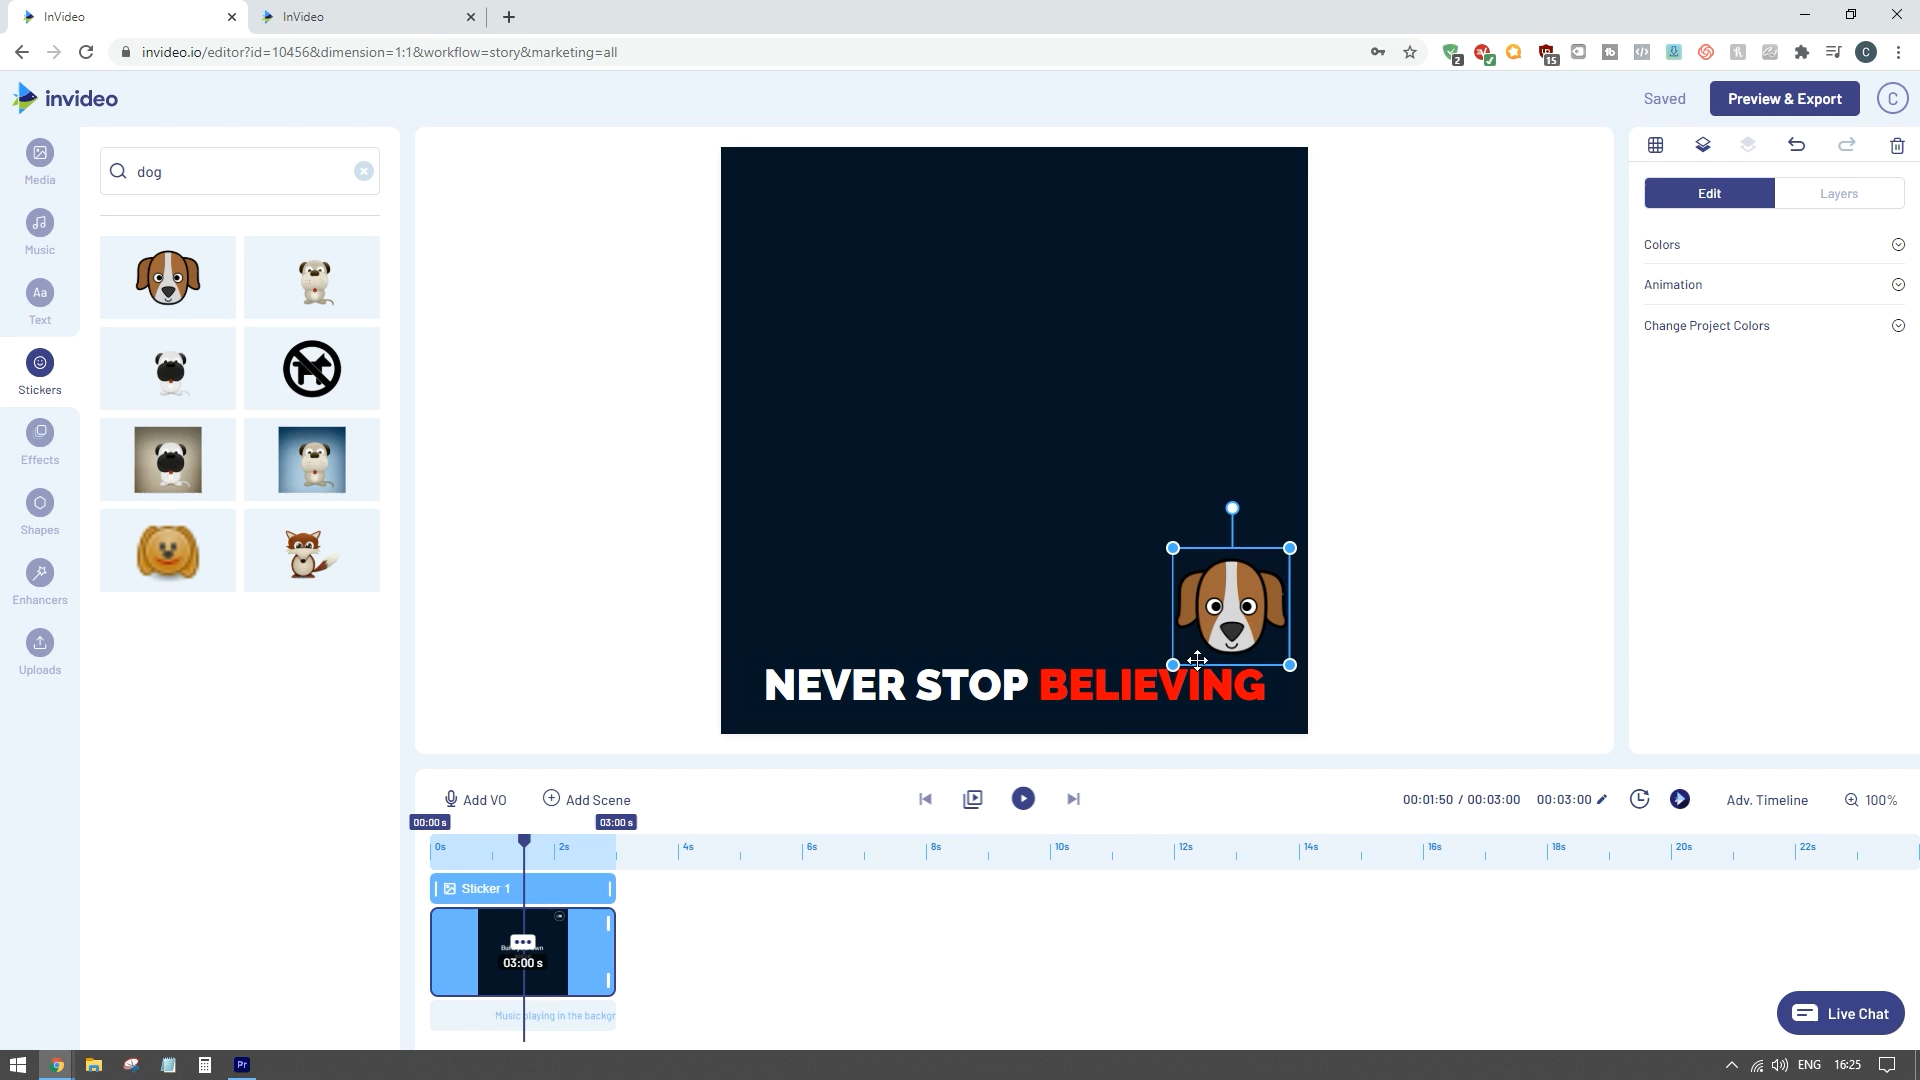 InVideo
InVideo
invideo.io/editor?id=10456&dimension=1:1&workflow=story&marketing=all
2
15
C
invideo
Saved
Preview & Export
C
Media
Music
Aa
Text
Stickers
Effects
Shapes
Enhancers
Uploads
dog
NEVER STOP BELIEVING
Edit
Layers
Colors
Animation
Change Project Colors
Add VO
Add Scene
00:01:50 / 00:03:00
00:03:00
Adv. Timeline
100%
00:00 s
03:00 s
0s
2s
4s
6s
8s
10s
12s
14s
16s
18s
20s
22s
Sticker 1
03:00 s
Music playing in the backgr
Live Chat
Pr
ENG
16:25